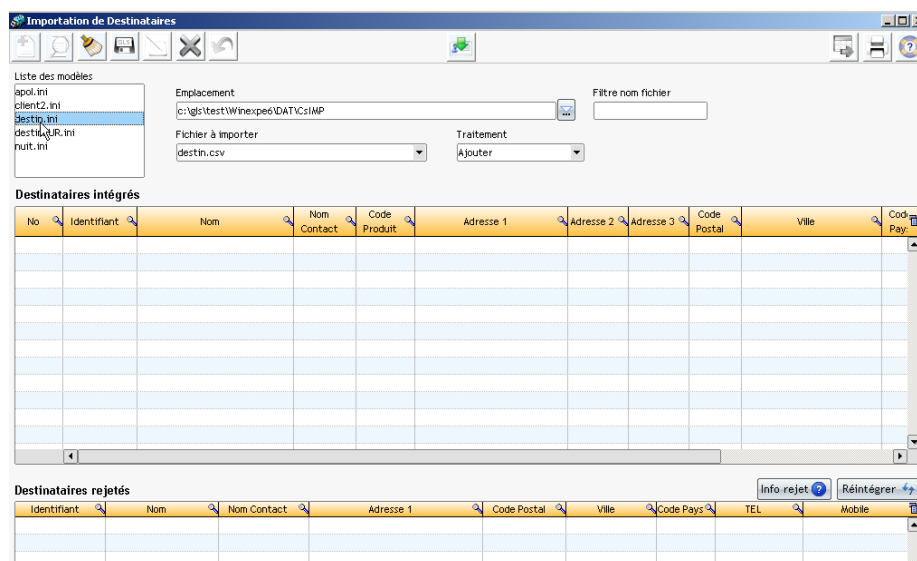 Importation de Destinataires
GLS
Liste des modèles
apol.ini
client2.ini
destin.ini
nuit.ini
Emplacement
c:\gls\test\Winexpe6\DAT\CsIMP
Filtre nom fichier
Fichier à importer
destin.csv
Traitement
Ajouter
Destinataires intégrés
No Identifiant Nom Nom Contact Code Produit Adresse 1 Adresse 2 Adresse 3 Code Postal Ville
Destinataires rejetés
Info rejet ?
Réintégrer
Identifiant Nom Nom Contact Adresse 1 Code Postal Ville Code Pays TEL Mobile